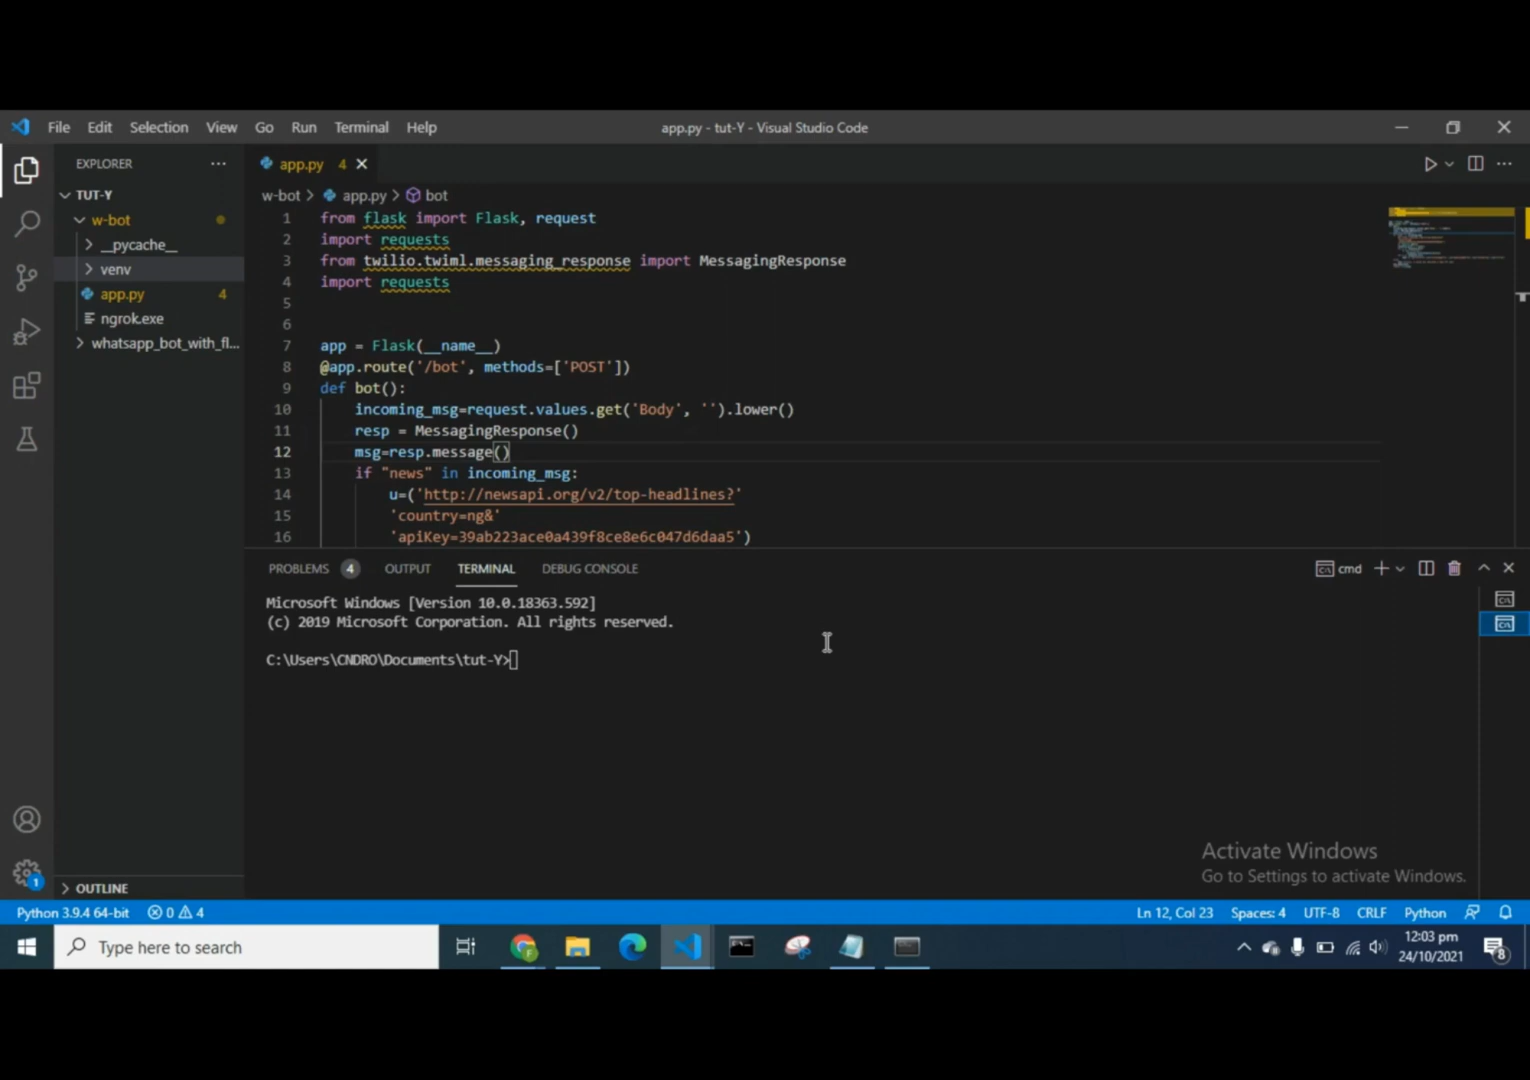 File Edit Selection View Go Run Terminal Help
app.py - tut-Y - Visual Studio Code
EXPLORER
TUT-Y
w-bot
__pycache__
venv
app.py 4
ngrok.exe
whatsapp_bot_with_fl...
OUTLINE
app.py 4
w-bot > app.py > bot
1 from flask import Flask, request
2 import requests
3 from twilio.twiml.messaging_response import MessagingResponse
4 import requests
5
6
7 app = Flask(__name__)
8 @app.route('/bot', methods=['POST'])
9 def bot():
10 incoming_msg=request.values.get('Body', '').lower()
11 resp = MessagingResponse()
12 msg=resp.message()
13 if "news" in incoming_msg:
14 u=('http://newsapi.org/v2/top-headlines?'
15 'country=ng&'
16 'apiKey=39ab223ace0a439f8ce8e6c047d6daa5')
PROBLEMS 4 OUTPUT TERMINAL DEBUG CONSOLE
cmd
Microsoft Windows [Version 10.0.18363.592]
(c) 2019 Microsoft Corporation. All rights reserved.
C:\Users\CNDRO\Documents\tut-Y>
Activate Windows
Go to Settings to activate Windows.
1
Python 3.9.4 64-bit 0 4
Ln 12, Col 23 Spaces: 4 UTF-8 CRLF Python
Type here to search
12:03 pm
24/10/2021
8